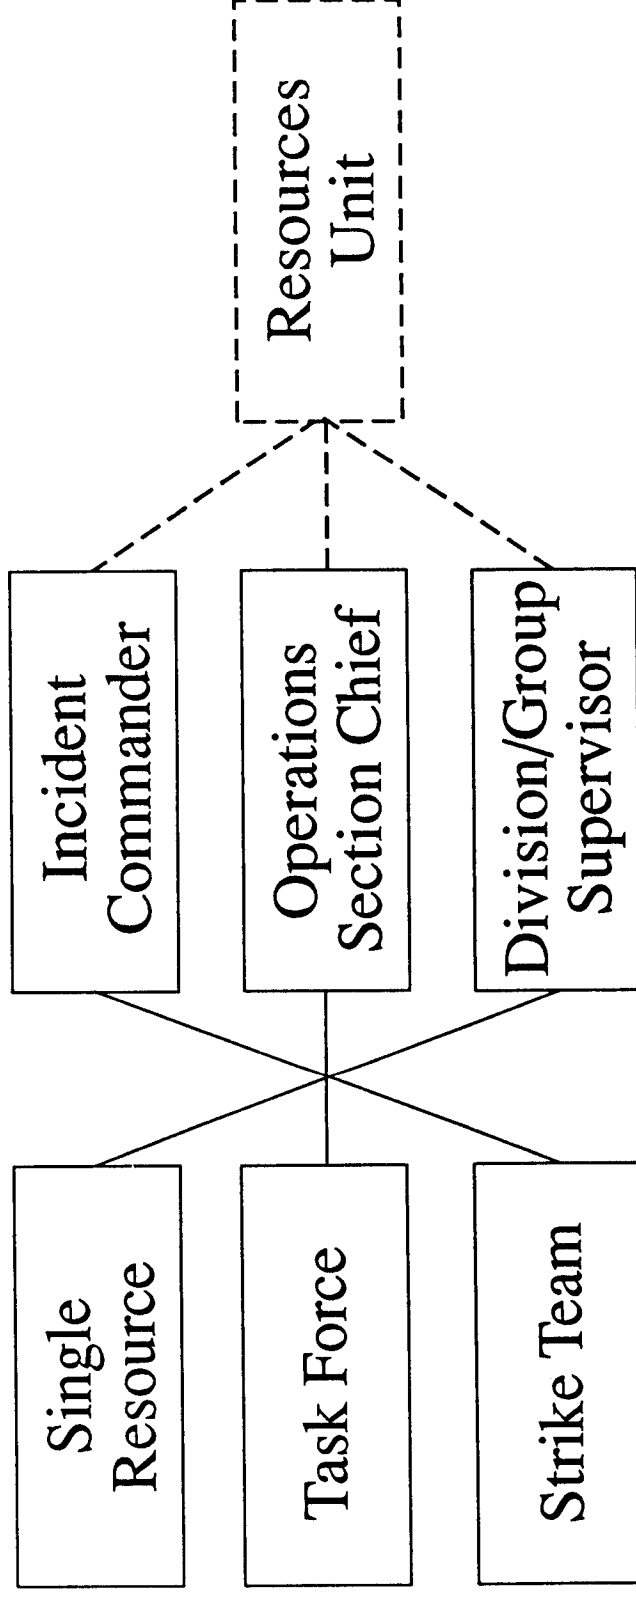 Single
Resource
Task Force
Strike Team
Incident
Commander
Operations
Section Chief
Division/Group
Supervisor
Resources
Unit